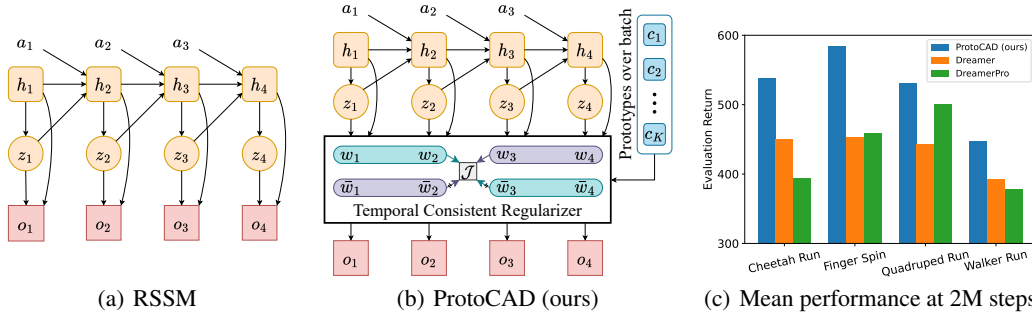 a1 a2 a3
h1 h2 h3 h4
z1 z2 z3 z4
o1 o2 o3 o4
(a) RSSM
a1 a2 a3
h1 h2 h3 h4
z1 z2 z3 z4
w1 w2 w3 w4
𝒥
w̄1 w̄2 w̄3 w̄4
Temporal Consistent Regularizer
o1 o2 o3 o4
Prototypes over batch
c1
c2
⋮
cK
(b) ProtoCAD (ours)
600
500
400
300
Evaluation Return
ProtoCAD (ours)
Dreamer
DreamerPro
Cheetah Run
Finger Spin
Quadruped Run
Walker Run
(c) Mean performance at 2M steps